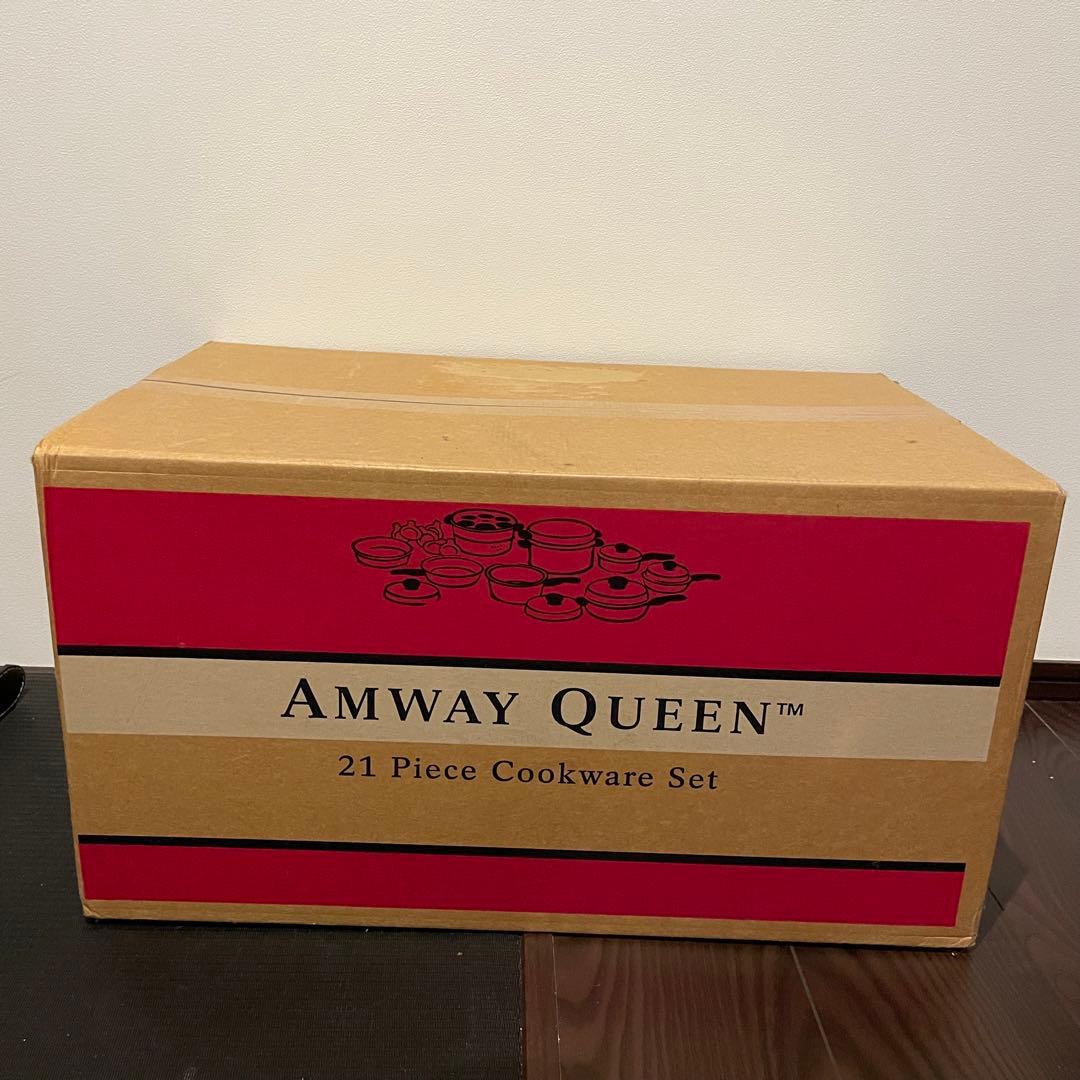 AMWAY QUEEN™
21 Piece Cookware Set